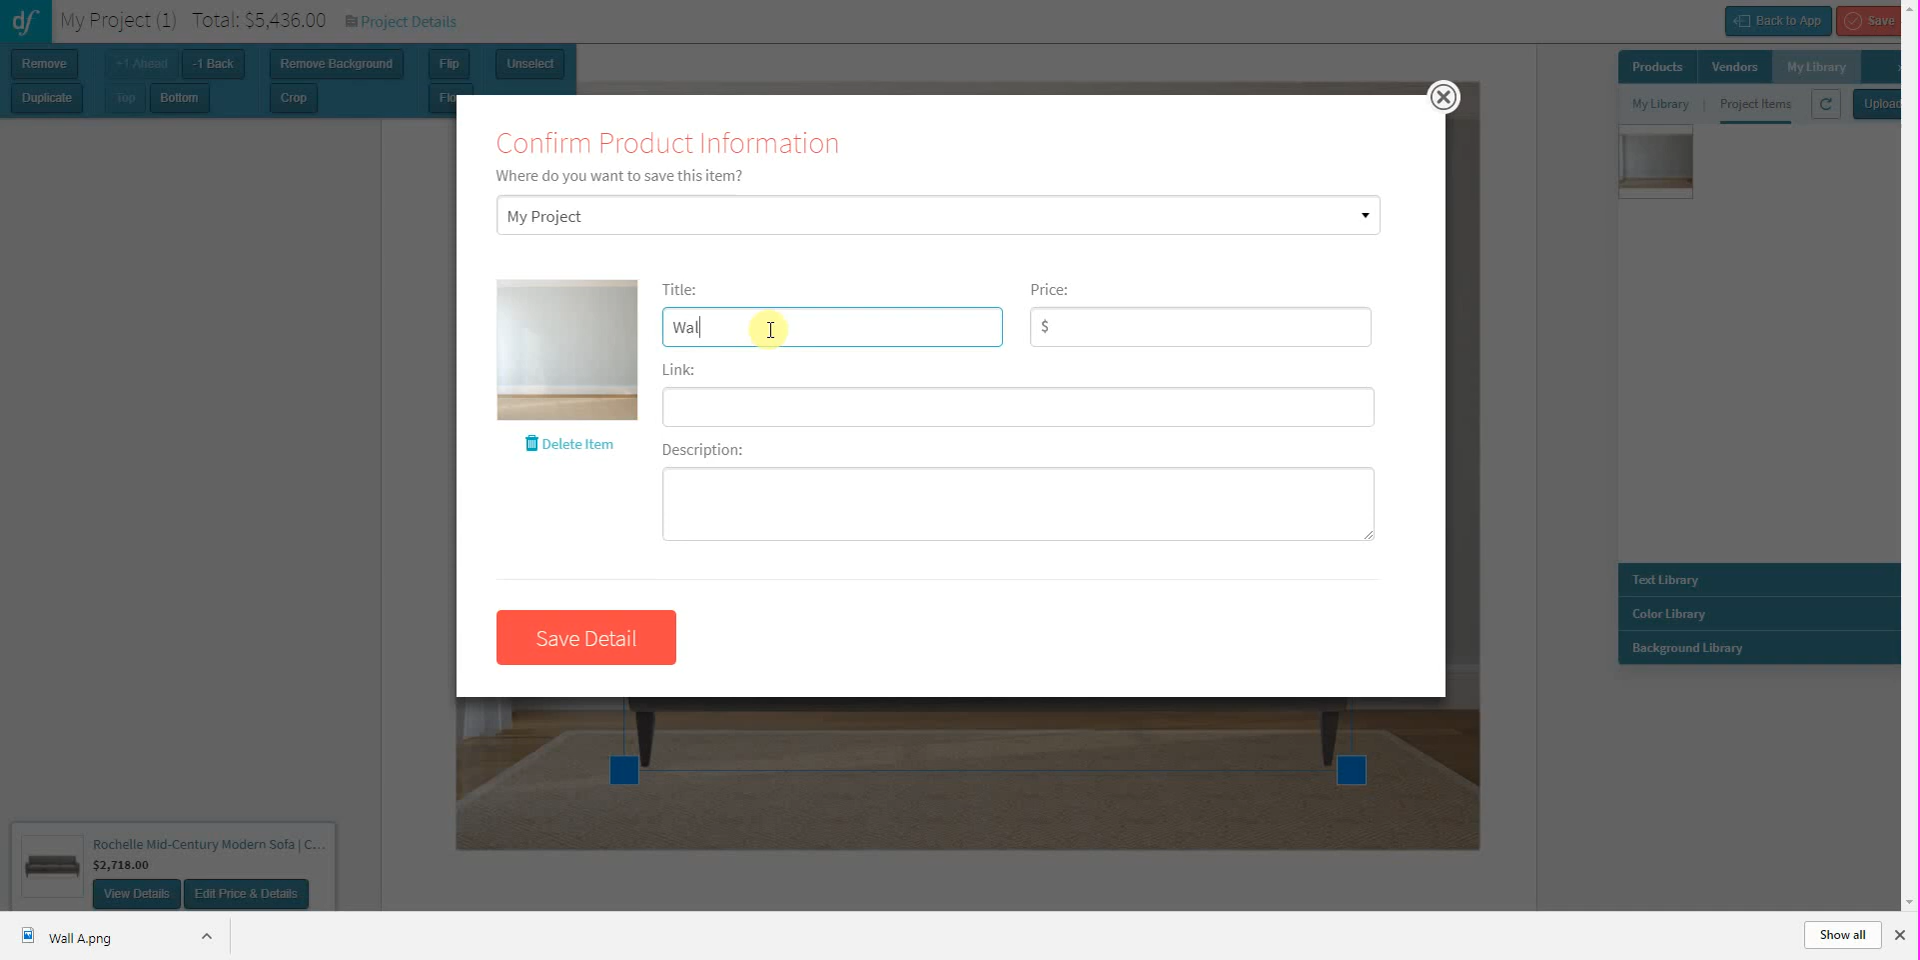 df My Project (1) Total: $5,436.00 Project Details Back to App Save
Remove +1 Ahead -1 Back Remove Background Flip Unselect
Duplicate Top Bottom Crop
Products Vendors My Library
My Library | Project Items Upload
Confirm Product Information
Where do you want to save this item?
My Project
Title: Price:
Wal $
Link:
Delete Item
Description:
Save Detail
Text Library
Color Library
Background Library
Rochelle Mid-Century Modern Sofa | C...
$2,718.00
View Details Edit Price & Details
Wall A.png Show all